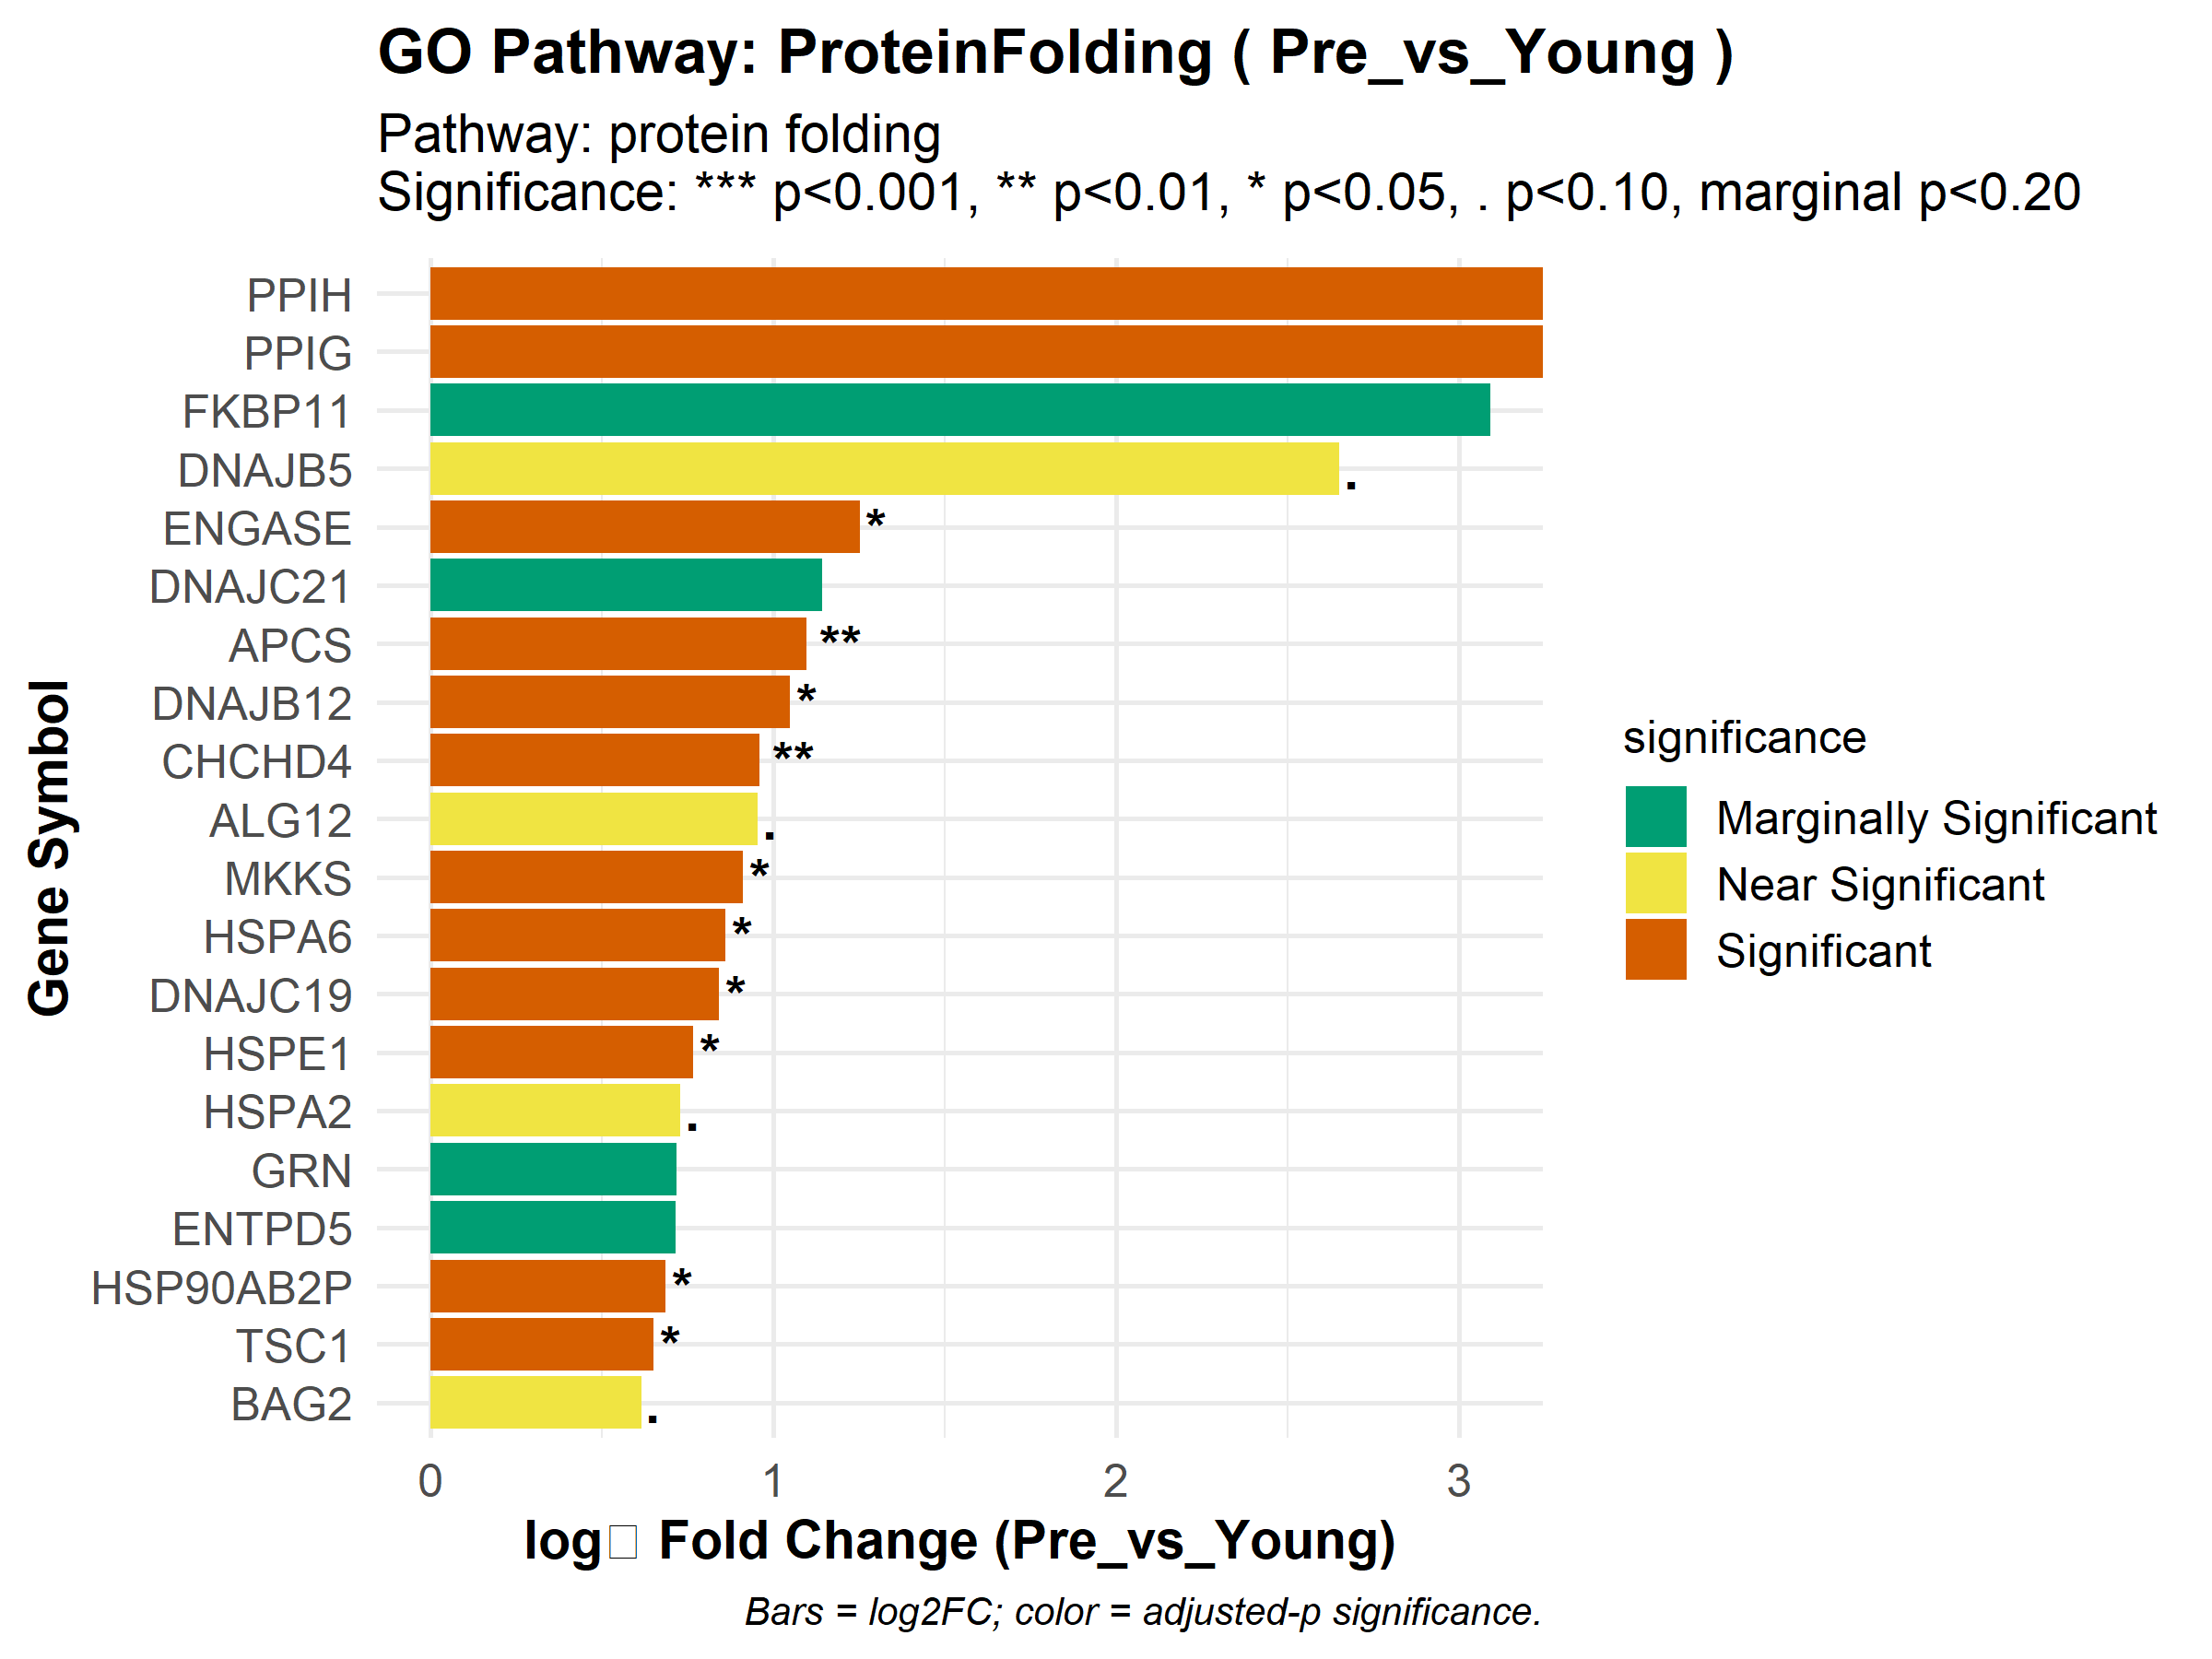 GO Pathway: ProteinFolding ( Pre_vs_Young )
Pathway: protein folding
Significance: *** p<0.001, ** p<0.01, * p<0.05, . p<0.10, marginal p<0.20
Gene Symbol
PPIH
PPIG
FKBP11
DNAJB5 .
ENGASE *
DNAJC21
APCS **
DNAJB12 *
CHCHD4 **
ALG12 .
MKKS *
HSPA6 *
DNAJC19 *
HSPE1 *
HSPA2 .
GRN
ENTPD5
HSP90AB2P *
TSC1 *
BAG2 .
0 1 2 3
log□ Fold Change (Pre_vs_Young)
Bars = log2FC; color = adjusted-p significance.
significance
Marginally Significant
Near Significant
Significant